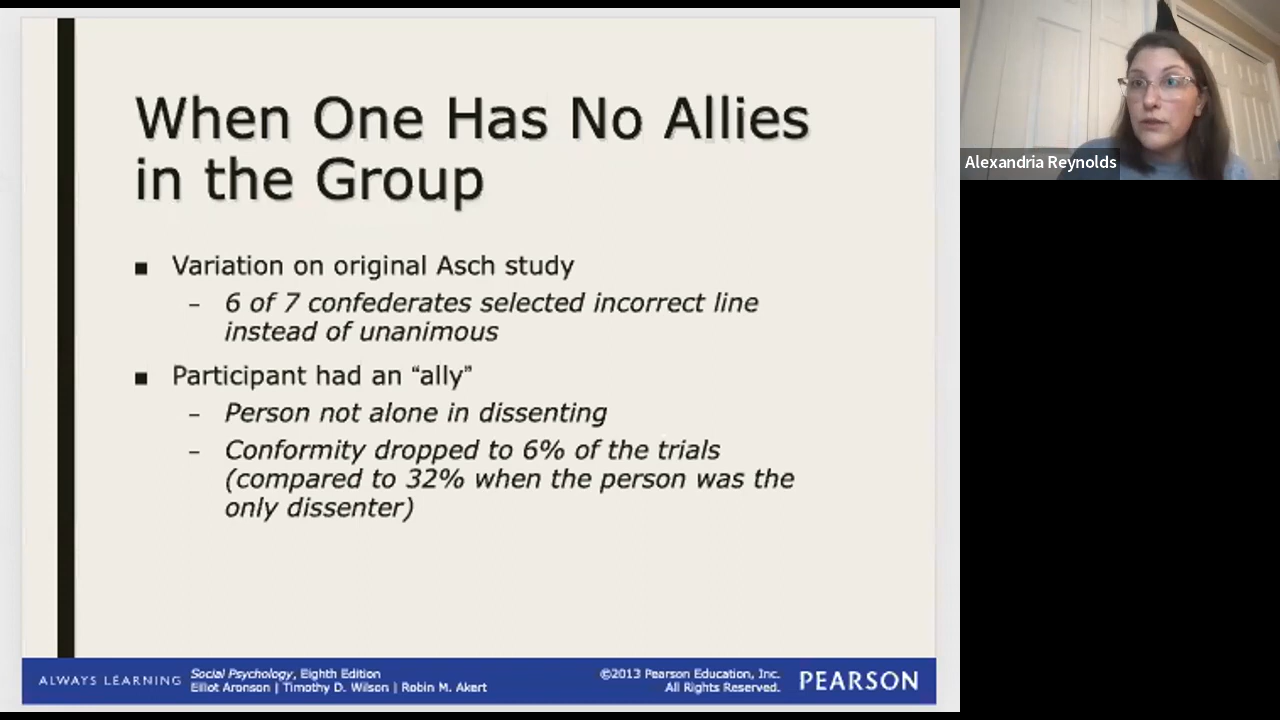 When One Has No Allies
in the Group
■ Variation on original Asch study
– 6 of 7 confederates selected incorrect line
instead of unanimous
■ Participant had an “ally”
– Person not alone in dissenting
– Conformity dropped to 6% of the trials
(compared to 32% when the person was the
only dissenter)
ALWAYS LEARNING
Social Psychology, Eighth Edition
Elliot Aronson | Timothy D. Wilson | Robin M. Akert
©2013 Pearson Education, Inc.
All Rights Reserved.
PEARSON
Alexandria Reynolds